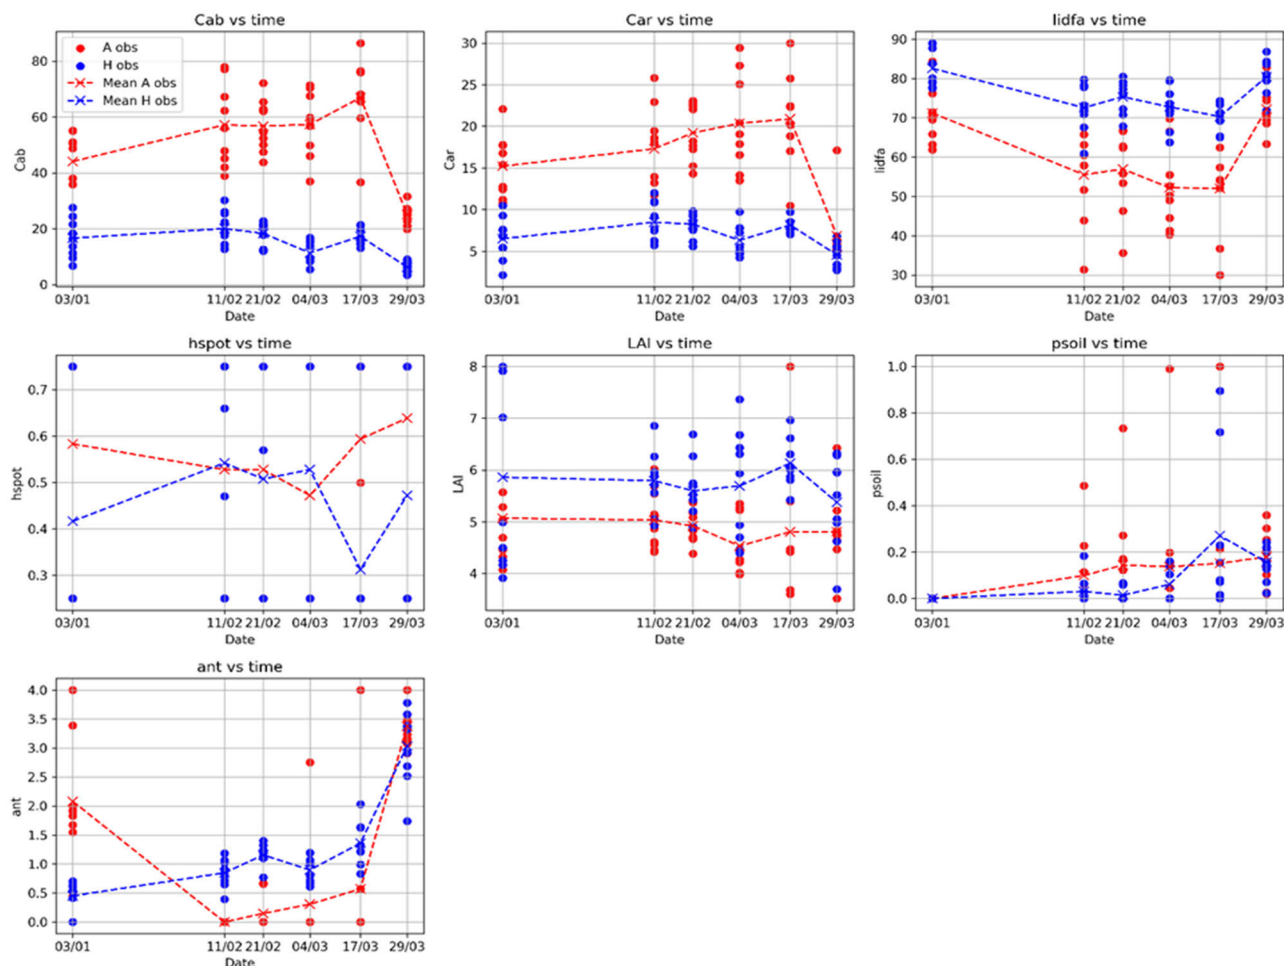 Cab vs time
A obs
H obs
Mean A obs
Mean H obs
80
60
40
20
0
Cab
03/01 11/02 21/02 04/03 17/03 29/03
Date
Car vs time
30
25
20
15
10
5
Car
03/01 11/02 21/02 04/03 17/03 29/03
Date
lidfa vs time
90
80
70
60
50
40
30
lidfa
03/01 11/02 21/02 04/03 17/03 29/03
Date
hspot vs time
0.7
0.6
0.5
0.4
0.3
hspot
03/01 11/02 21/02 04/03 17/03 29/03
Date
LAI vs time
8
7
6
5
4
LAI
03/01 11/02 21/02 04/03 17/03 29/03
Date
psoil vs time
1.0
0.8
0.6
0.4
0.2
0.0
psoil
03/01 11/02 21/02 04/03 17/03 29/03
Date
ant vs time
4.0
3.5
3.0
2.5
2.0
1.5
1.0
0.5
0.0
ant
03/01 11/02 21/02 04/03 17/03 29/03
Date